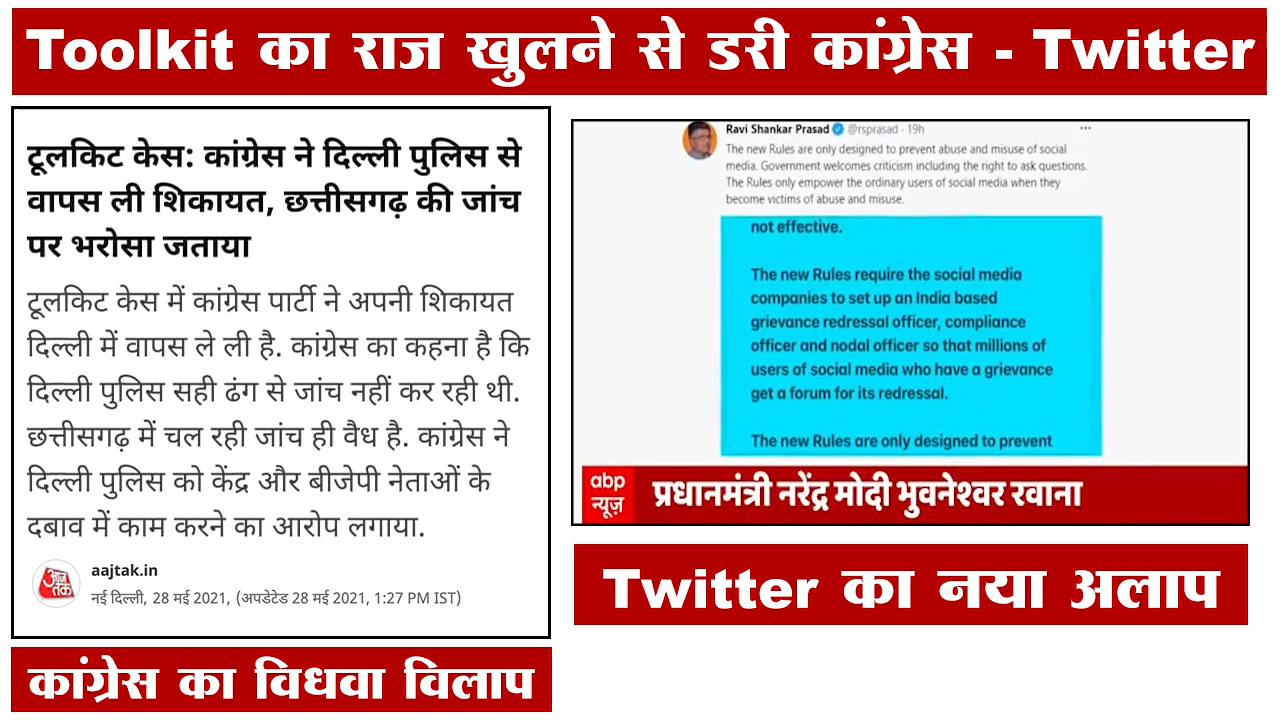 Toolkit का राज खुलने से डरी कांग्रेस - Twitter
टूलकिट केस: कांग्रेस ने दिल्ली पुलिस से
वापस ली शिकायत, छत्तीसगढ़ की जांच
पर भरोसा जताया
टूलकिट केस में कांग्रेस पार्टी ने अपनी शिकायत
दिल्ली में वापस ले ली है. कांग्रेस का कहना है कि
दिल्ली पुलिस सही ढंग से जांच नहीं कर रही थी.
छत्तीसगढ़ में चल रही जांच ही वैध है. कांग्रेस ने
दिल्ली पुलिस को केंद्र और बीजेपी नेताओं के
दबाव में काम करने का आरोप लगाया.
आज तक
aajtak.in
नई दिल्ली, 28 मई 2021, (अपडेटेड 28 मई 2021, 1:27 PM IST)
कांग्रेस का विधवा विलाप
Ravi Shankar Prasad @rsprasad · 19h
The new Rules are only designed to prevent abuse and misuse of social
media. Government welcomes criticism including the right to ask questions.
The Rules only empower the ordinary users of social media when they
become victims of abuse and misuse.
not effective.
The new Rules require the social media
companies to set up an India based
grievance redressal officer, compliance
officer and nodal officer so that millions of
users of social media who have a grievance
get a forum for its redressal.
The new Rules are only designed to prevent
abp
न्यूज़
प्रधानमंत्री नरेंद्र मोदी भुवनेश्वर रवाना
Twitter का नया अलाप